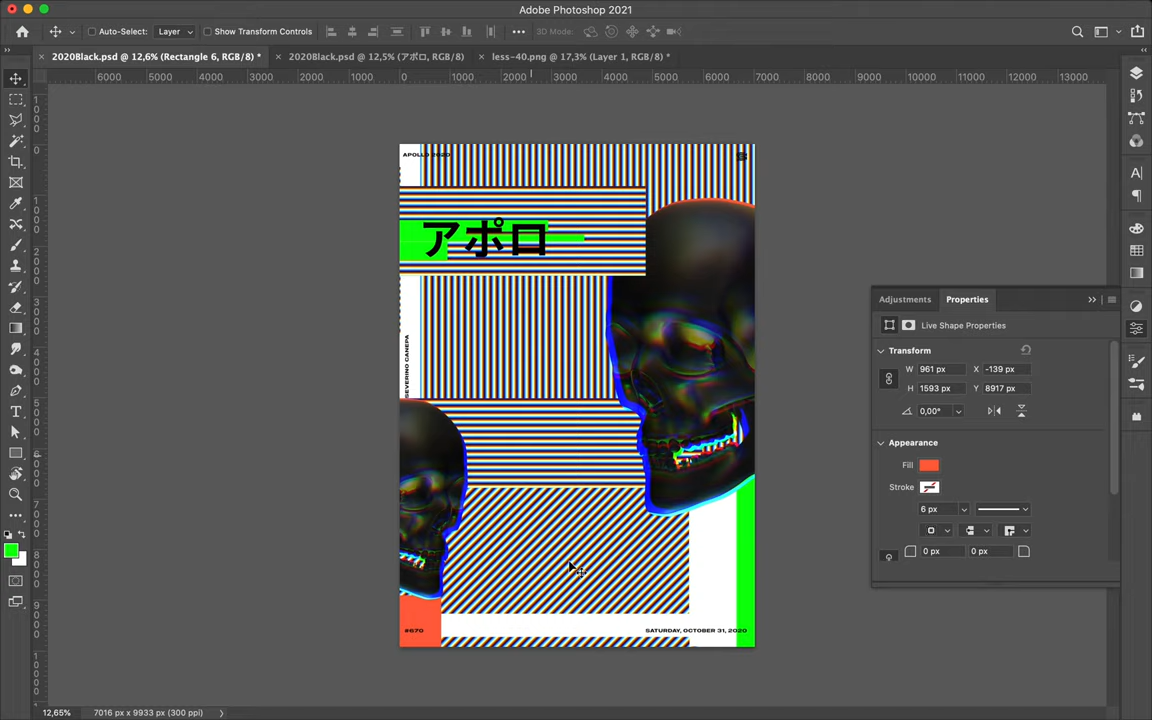 Adobe Photoshop 2021
Auto-Select: Layer Show Transform Controls ••• 3D Mode:
× 2020Black.psd @ 12,6% (Rectangle 6, RGB/8) * × 2020Black.psd @ 12,5% (アポロ, RGB/8) × less-40.png @ 17,3% (Layer 1, RGB/8) *
6000 5000 4000 3000 2000 1000 0 1000 2000 3000 4000 5000 6000 7000 8000 9000 10000 11000 12000 13000
APOLLO 2020
アポロ
SEVERINO CANEPA
#670
SATURDAY, OCTOBER 31, 2020
Adjustments Properties
Live Shape Properties
Transform
W 961 px X -139 px
H 1593 px Y 8917 px
0,00°
Appearance
Fill
Stroke
6 px
0 px 0 px
12,65% 7016 px x 9933 px (300 ppi)